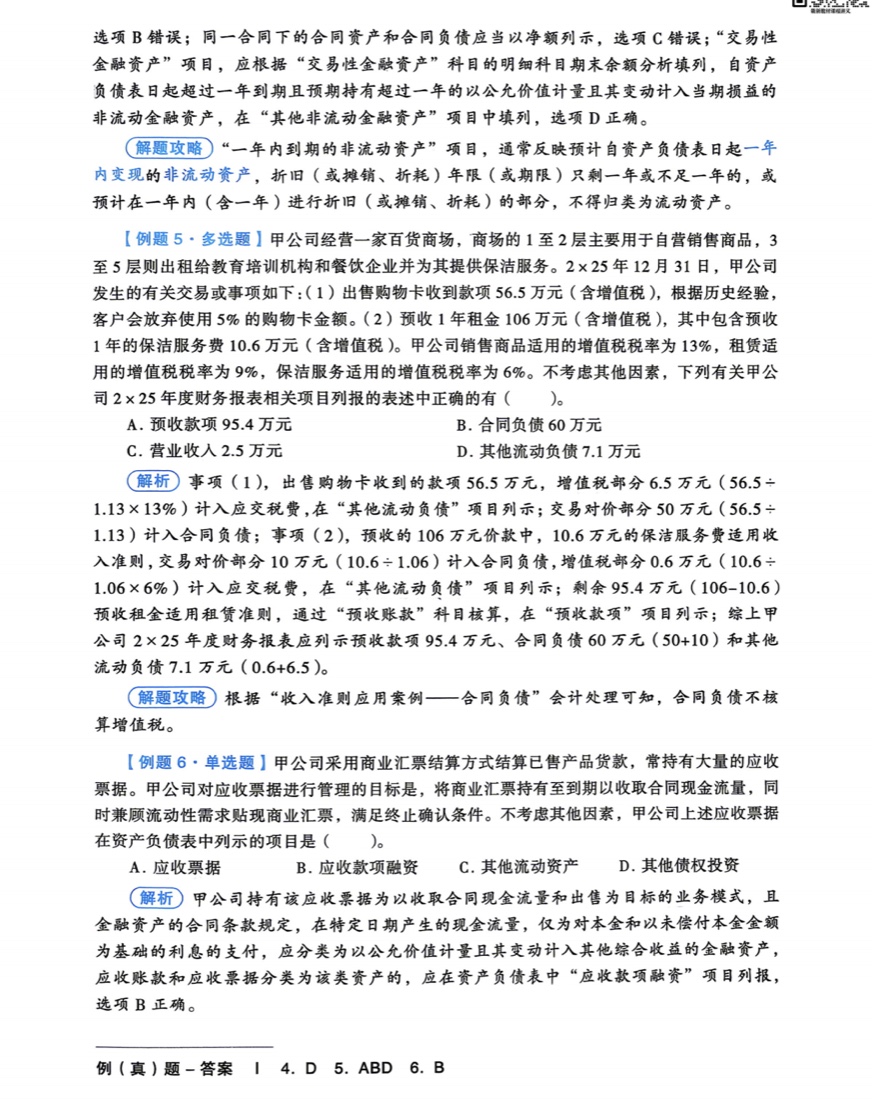 选项 B 错误；同一合同下的合同资产和合同负债应当以净额列示，选项 C 错误；“交易性
金融资产”项目，应根据“交易性金融资产”科目的明细科目期末余额分析填列，自资产
负债表日起超过一年到期且预期持有超过一年的以公允价值计量且其变动计入当期损益的
非流动金融资产，在“其他非流动金融资产”项目中填列，选项 D 正确。
解题攻略 “一年内到期的非流动资产”项目，通常反映预计自资产负债表日起一年
内变现的非流动资产，折旧（或摊销、折耗）年限（或期限）只剩一年或不足一年的，或
预计在一年内（含一年）进行折旧（或摊销、折耗）的部分，不得归类为流动资产。
【例题 5·多选题】甲公司经营一家百货商场，商场的 1 至 2 层主要用于自营销售商品，3
至 5 层则出租给教育培训机构和餐饮企业并为其提供保洁服务。2×25 年 12 月 31 日，甲公司
发生的有关交易或事项如下：（1）出售购物卡收到款项 56.5 万元（含增值税），根据历史经验，
客户会放弃使用 5% 的购物卡金额。（2）预收 1 年租金 106 万元（含增值税），其中包含预收
1 年的保洁服务费 10.6 万元（含增值税）。甲公司销售商品适用的增值税税率为 13%，租赁适
用的增值税税率为 9%，保洁服务适用的增值税税率为 6%。不考虑其他因素，下列有关甲公
司 2×25 年度财务报表相关项目列报的表述中正确的有（　　）。
A. 预收款项 95.4 万元　　B. 合同负债 60 万元
C. 营业收入 2.5 万元　　D. 其他流动负债 7.1 万元
解析 事项（1），出售购物卡收到的款项 56.5 万元，增值税部分 6.5 万元（56.5÷
1.13×13%）计入应交税费，在“其他流动负债”项目列示；交易对价部分 50 万元（56.5÷
1.13）计入合同负债；事项（2），预收的 106 万元价款中，10.6 万元的保洁服务费适用收
入准则，交易对价部分 10 万元（10.6÷1.06）计入合同负债，增值税部分 0.6 万元（10.6÷
1.06×6%）计入应交税费，在“其他流动负债”项目列示；剩余 95.4 万元（106-10.6）
预收租金适用租赁准则，通过“预收账款”科目核算，在“预收款项”项目列示；综上甲
公司 2×25 年度财务报表应列示预收款项 95.4 万元、合同负债 60 万元（50+10）和其他
流动负债 7.1 万元（0.6+6.5）。
解题攻略 根据“收入准则应用案例——合同负债”会计处理可知，合同负债不核
算增值税。
【例题 6·单选题】甲公司采用商业汇票结算方式结算已售产品货款，常持有大量的应收
票据。甲公司对应收票据进行管理的目标是，将商业汇票持有至到期以收取合同现金流量，同
时兼顾流动性需求贴现商业汇票，满足终止确认条件。不考虑其他因素，甲公司上述应收票据
在资产负债表中列示的项目是（　　）。
A. 应收票据　　B. 应收款项融资　　C. 其他流动资产　　D. 其他债权投资
解析 甲公司持有该应收票据为以收取合同现金流量和出售为目标的业务模式，且
金融资产的合同条款规定，在特定日期产生的现金流量，仅为对本金和以未偿付本金金额
为基础的利息的支付，应分类为以公允价值计量且其变动计入其他综合收益的金融资产，
应收账款和应收票据分类为该类资产的，应在资产负债表中“应收款项融资”项目列报，
选项 B 正确。
例（真）题－答案　|　4. D　5. ABD　6. B